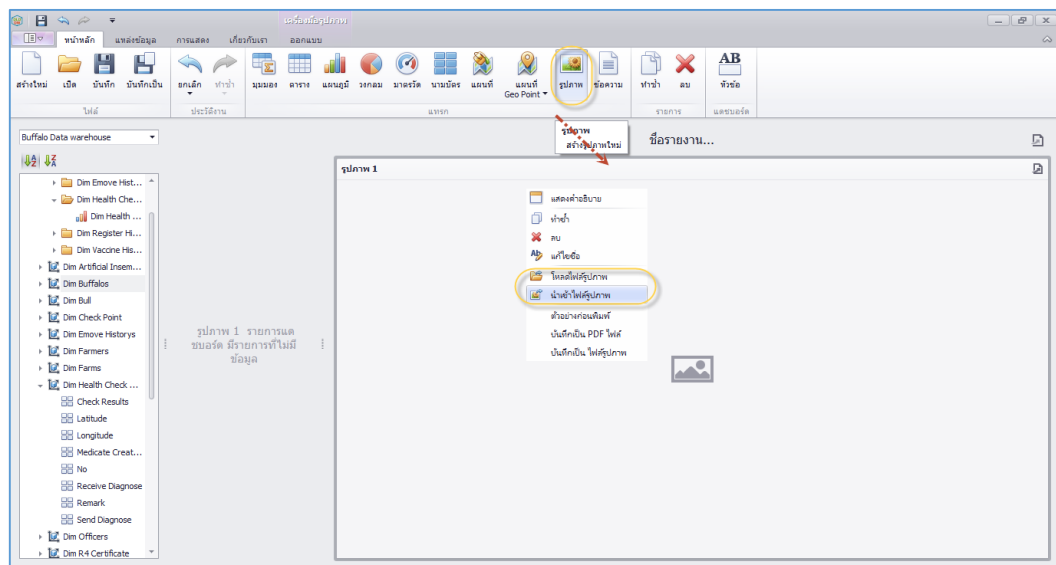 เครื่องมือรูปภาพ
หน้าหลัก แหล่งข้อมูล การแสดง เกี่ยวกับเรา ออกแบบ
สร้างใหม่ เปิด บันทึก บันทึกเป็น ยกเลิก ทำซ้ำ มุมมอง ตาราง แผนภูมิ วงกลม มาตรวัด นามบัตร แผนที่ แผนที่ Geo Point รูปภาพ ข้อความ ทำซ้ำ ลบ หัวข้อ
ไฟล์ ประวัติงาน แทรก รายการ แดชบอร์ด
รูปภาพ
สร้างรูปภาพใหม่
ชื่อรายงาน...
Buffalo Data warehouse
Dim Emove Hist...
Dim Health Che...
Dim Health ...
Dim Register Hi...
Dim Vaccine His...
Dim Artificial Insem...
Dim Buffalos
Dim Bull
Dim Check Point
Dim Emove Historys
Dim Farmers
Dim Farms
Dim Health Check ...
Check Results
Latitude
Longitude
Medicate Creat...
No
Receive Diagnose
Remark
Send Diagnose
Dim Officers
Dim R4 Certificate
รูปภาพ 1 รายการแด
ชบอร์ด มีรายการที่ไม่มี
ข้อมูล
รูปภาพ 1
แสดงคำอธิบาย
ทำซ้ำ
ลบ
แก้ไขชื่อ
โหลดไฟล์รูปภาพ
นำเข้าไฟล์รูปภาพ
ตัวอย่างก่อนพิมพ์
บันทึกเป็น PDF ไฟล์
บันทึกเป็น ไฟล์รูปภาพ